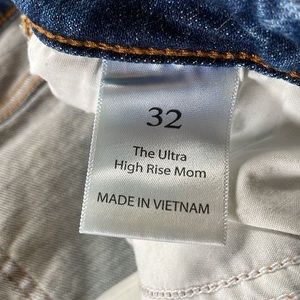 32
The Ultra
High Rise Mom
MADE IN VIETNAM